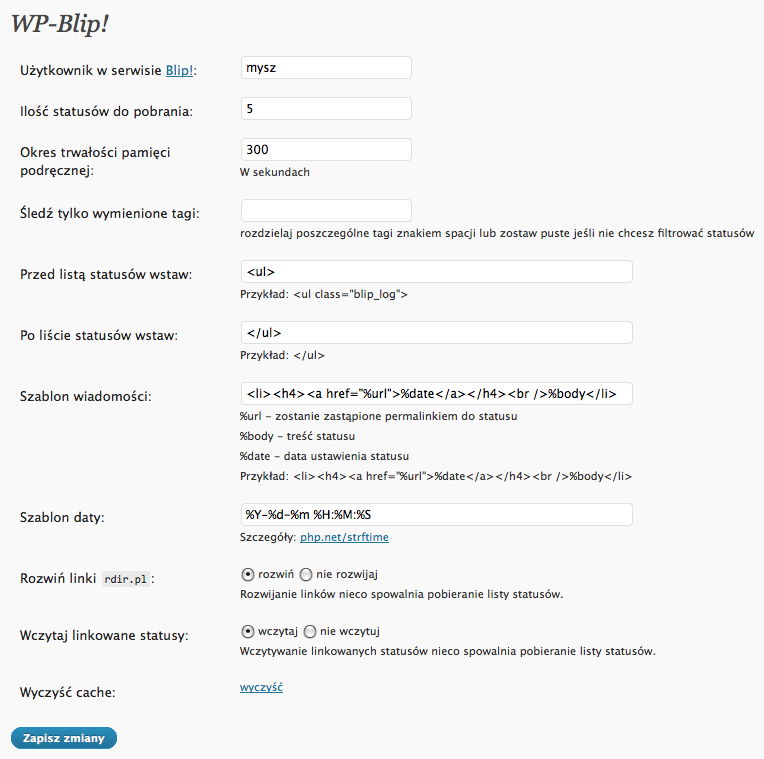 WP-Blip!
Użytkownik w serwisie Blip!: mysz
Ilość statusów do pobrania: 5
Okres trwałości pamięci podręcznej: 300
W sekundach
Śledź tylko wymienione tagi:
rozdzielaj poszczególne tagi znakiem spacji lub zostaw puste jeśli nie chcesz filtrować statusów
Przed listą statusów wstaw: <ul>
Przykład: <ul class="blip_log">
Po liście statusów wstaw: </ul>
Przykład: </ul>
Szablon wiadomości: <li><h4><a href="%url">%date</a></h4><br />%body</li>
%url – zostanie zastąpione permalinkiem do statusu
%body – treść statusu
%date – data ustawienia statusu
Przykład: <li><h4><a href="%url">%date</a></h4><br />%body</li>
Szablon daty: %Y-%d-%m %H:%M:%S
Szczegóły: php.net/strftime
Rozwiń linki rdir.pl: rozwiń nie rozwijaj
Rozwijanie linków nieco spowalnia pobieranie listy statusów.
Wczytaj linkowane statusy: wczytaj nie wczytuj
Wczytywanie linkowanych statusów nieco spowalnia pobieranie listy statusów.
Wyczyść cache: wyczyść
Zapisz zmiany